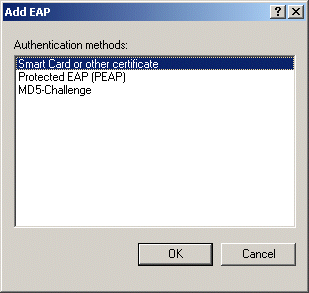 Add EAP
Authentication methods:
Smart Card or other certificate
Protected EAP (PEAP)
MD5-Challenge
OK Cancel